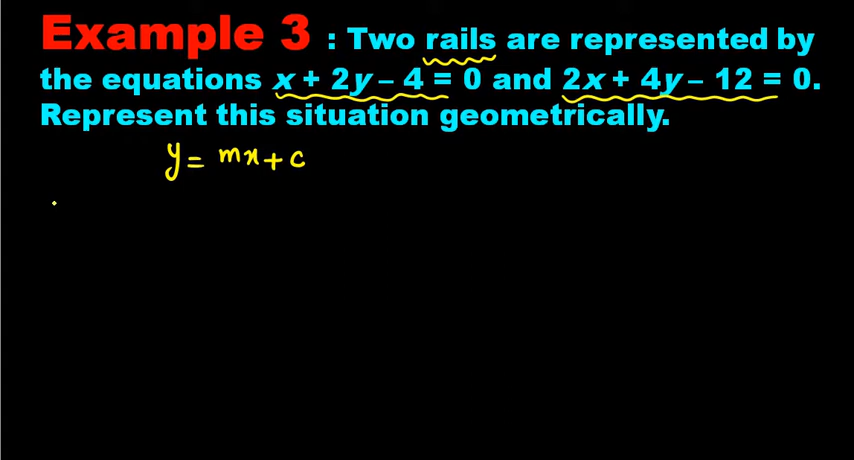 Example 3 : Two rails are represented by
the equations x + 2y – 4 = 0 and 2x + 4y – 12 = 0.
Represent this situation geometrically.
y = mx + c